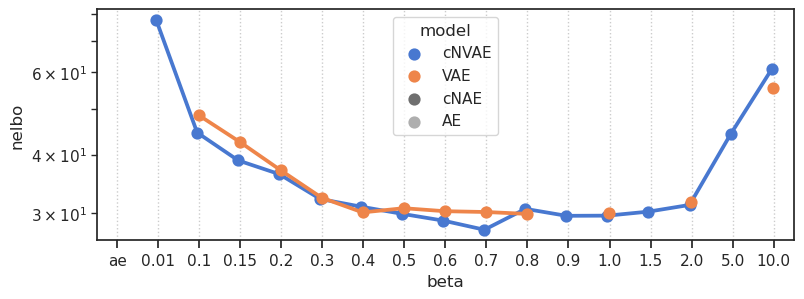 model
cNVAE
VAE
cNAE
AE
nelbo
6 × 10¹
4 × 10¹
3 × 10¹
ae 0.01 0.1 0.15 0.2 0.3 0.4 0.5 0.6 0.7 0.8 0.9 1.0 1.5 2.0 5.0 10.0
beta